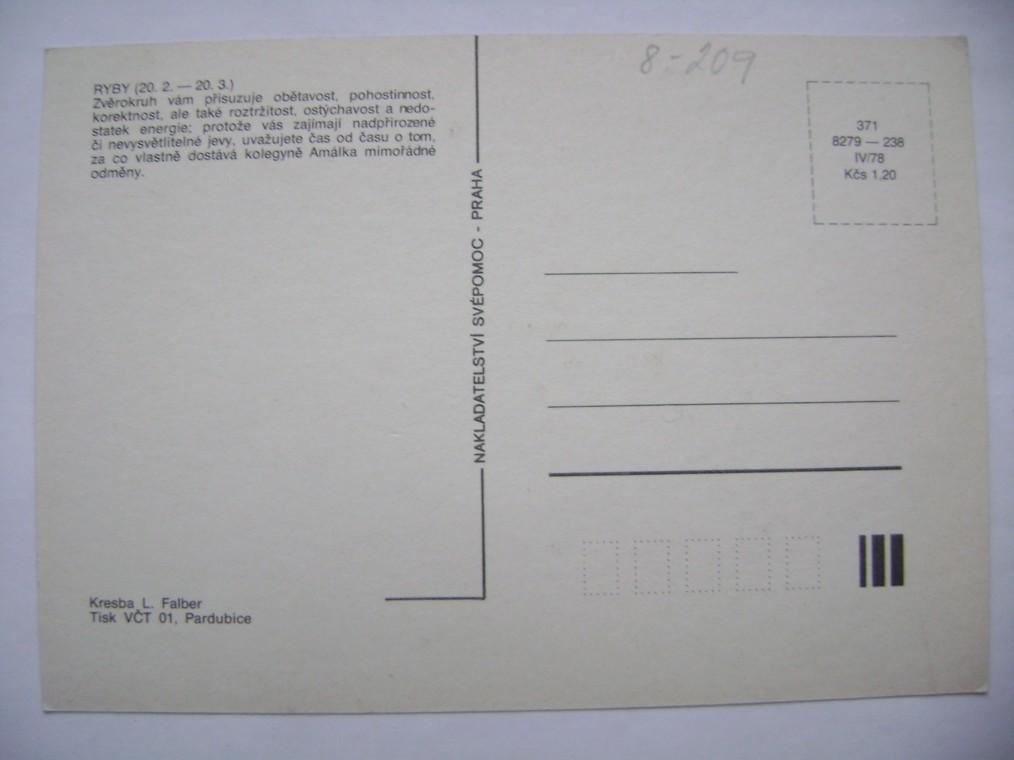 8-209
RYBY (20. 2. — 20. 3.)
Zvěrokruh vám přisuzuje obětavost, pohostinnost,
korektnost, ale také roztržitost, ostýchavost a nedo-
statek energie; protože vás zajímají nadpřirozené
či nevysvětlitelné jevy, uvažujete čas od času o tom,
za co vlastně dostává kolegyně Amálka mimořádné
odměny.
371
8279 — 238
IV/78
Kčs 1,20
NAKLADATELSTVÍ SVÉPOMOC - PRAHA
Kresba L. Falber
Tisk VČT 01, Pardubice